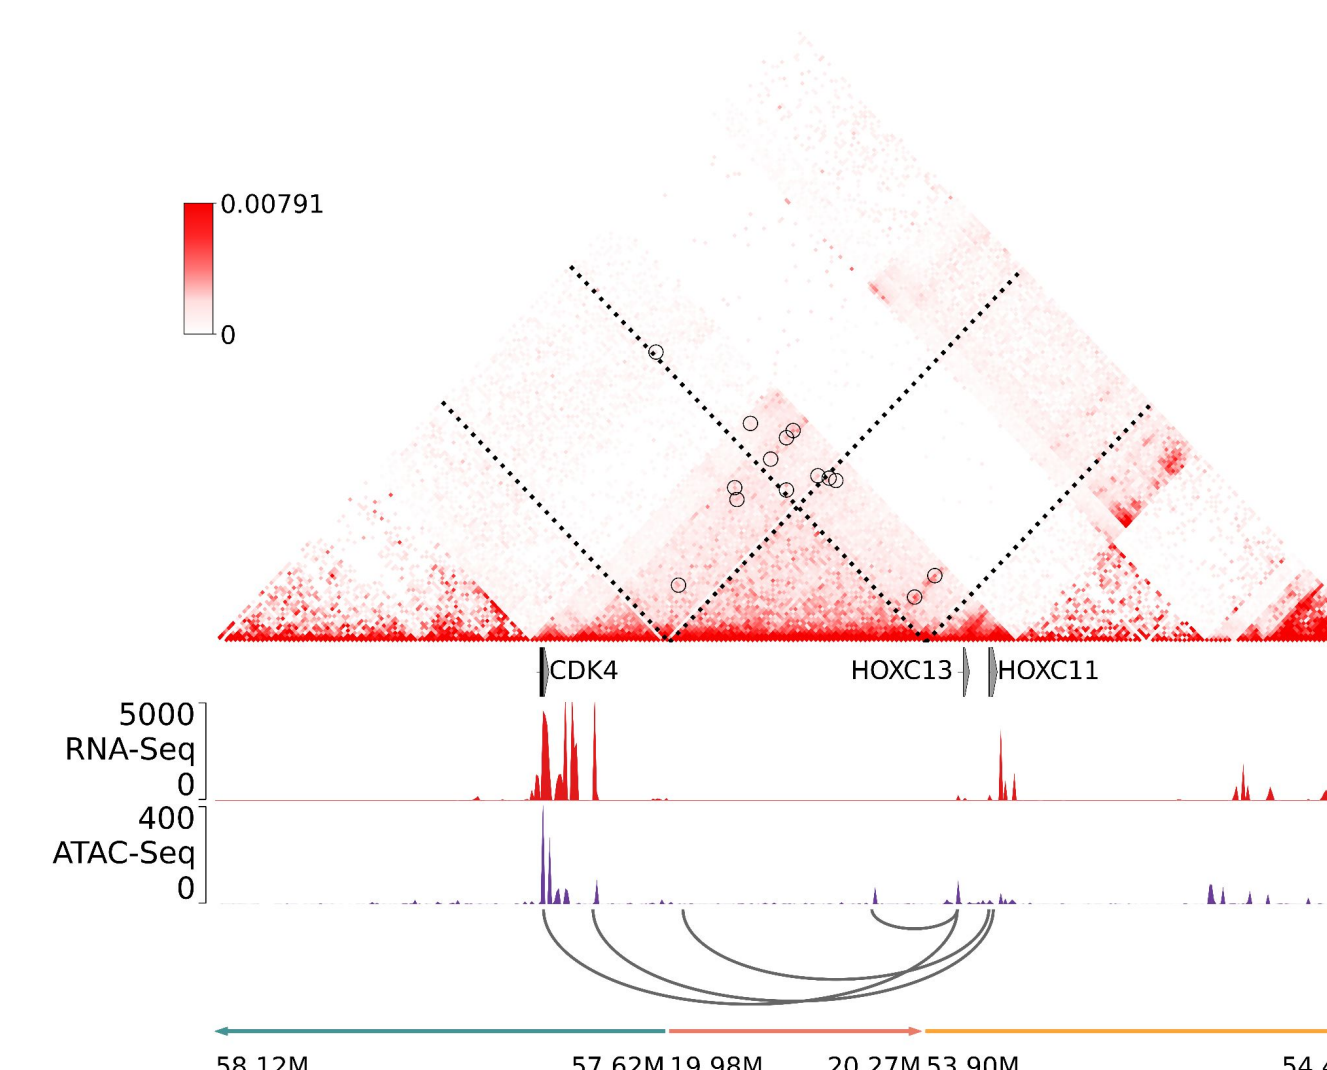 0.00791
0
CDK4
HOXC13
HOXC11
5000
RNA-Seq
0
400
ATAC-Seq
0
58.12M
57.62M
19.98M
20.27M
53.90M